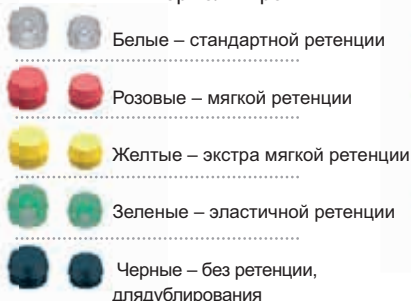 Белые – стандартной ретенции
Розовые – мягкой ретенции
Желтые – экстра мягкой ретенции
Зеленые – эластичной ретенции
Черные – без ретенции,
длядублирования